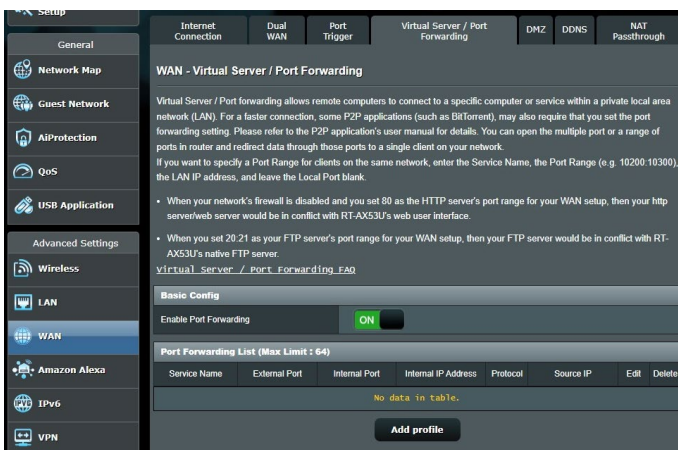 Setup
General
Network Map
Guest Network
AiProtection
QoS
USB Application
Advanced Settings
Wireless
LAN
WAN
Amazon Alexa
IPv6
VPN
Internet
Connection
Dual
WAN
Port
Trigger
Virtual Server / Port
Forwarding
DMZ
DDNS
NAT
Passthrough
WAN - Virtual Server / Port Forwarding
Virtual Server / Port forwarding allows remote computers to connect to a specific computer or service within a private local area
network (LAN). For a faster connection, some P2P applications (such as BitTorrent), may also require that you set the port
forwarding setting. Please refer to the P2P application's user manual for details. You can open the multiple port or a range of
ports in router and redirect data through those ports to a single client on your network.
If you want to specify a Port Range for clients on the same network, enter the Service Name, the Port Range (e.g. 10200:10300),
the LAN IP address, and leave the Local Port blank.
• When your network's firewall is disabled and you set 80 as the HTTP server's port range for your WAN setup, then your http
server/web server would be in conflict with RT-AX53U's web user interface.
• When you set 20:21 as your FTP server's port range for your WAN setup, then your FTP server would be in conflict with RT-
AX53U's native FTP server.
Virtual Server / Port Forwarding FAQ
Basic Config
Enable Port Forwarding ON
Port Forwarding List (Max Limit : 64)
Service Name External Port Internal Port Internal IP Address Protocol Source IP Edit Delete
No data in table.
Add profile